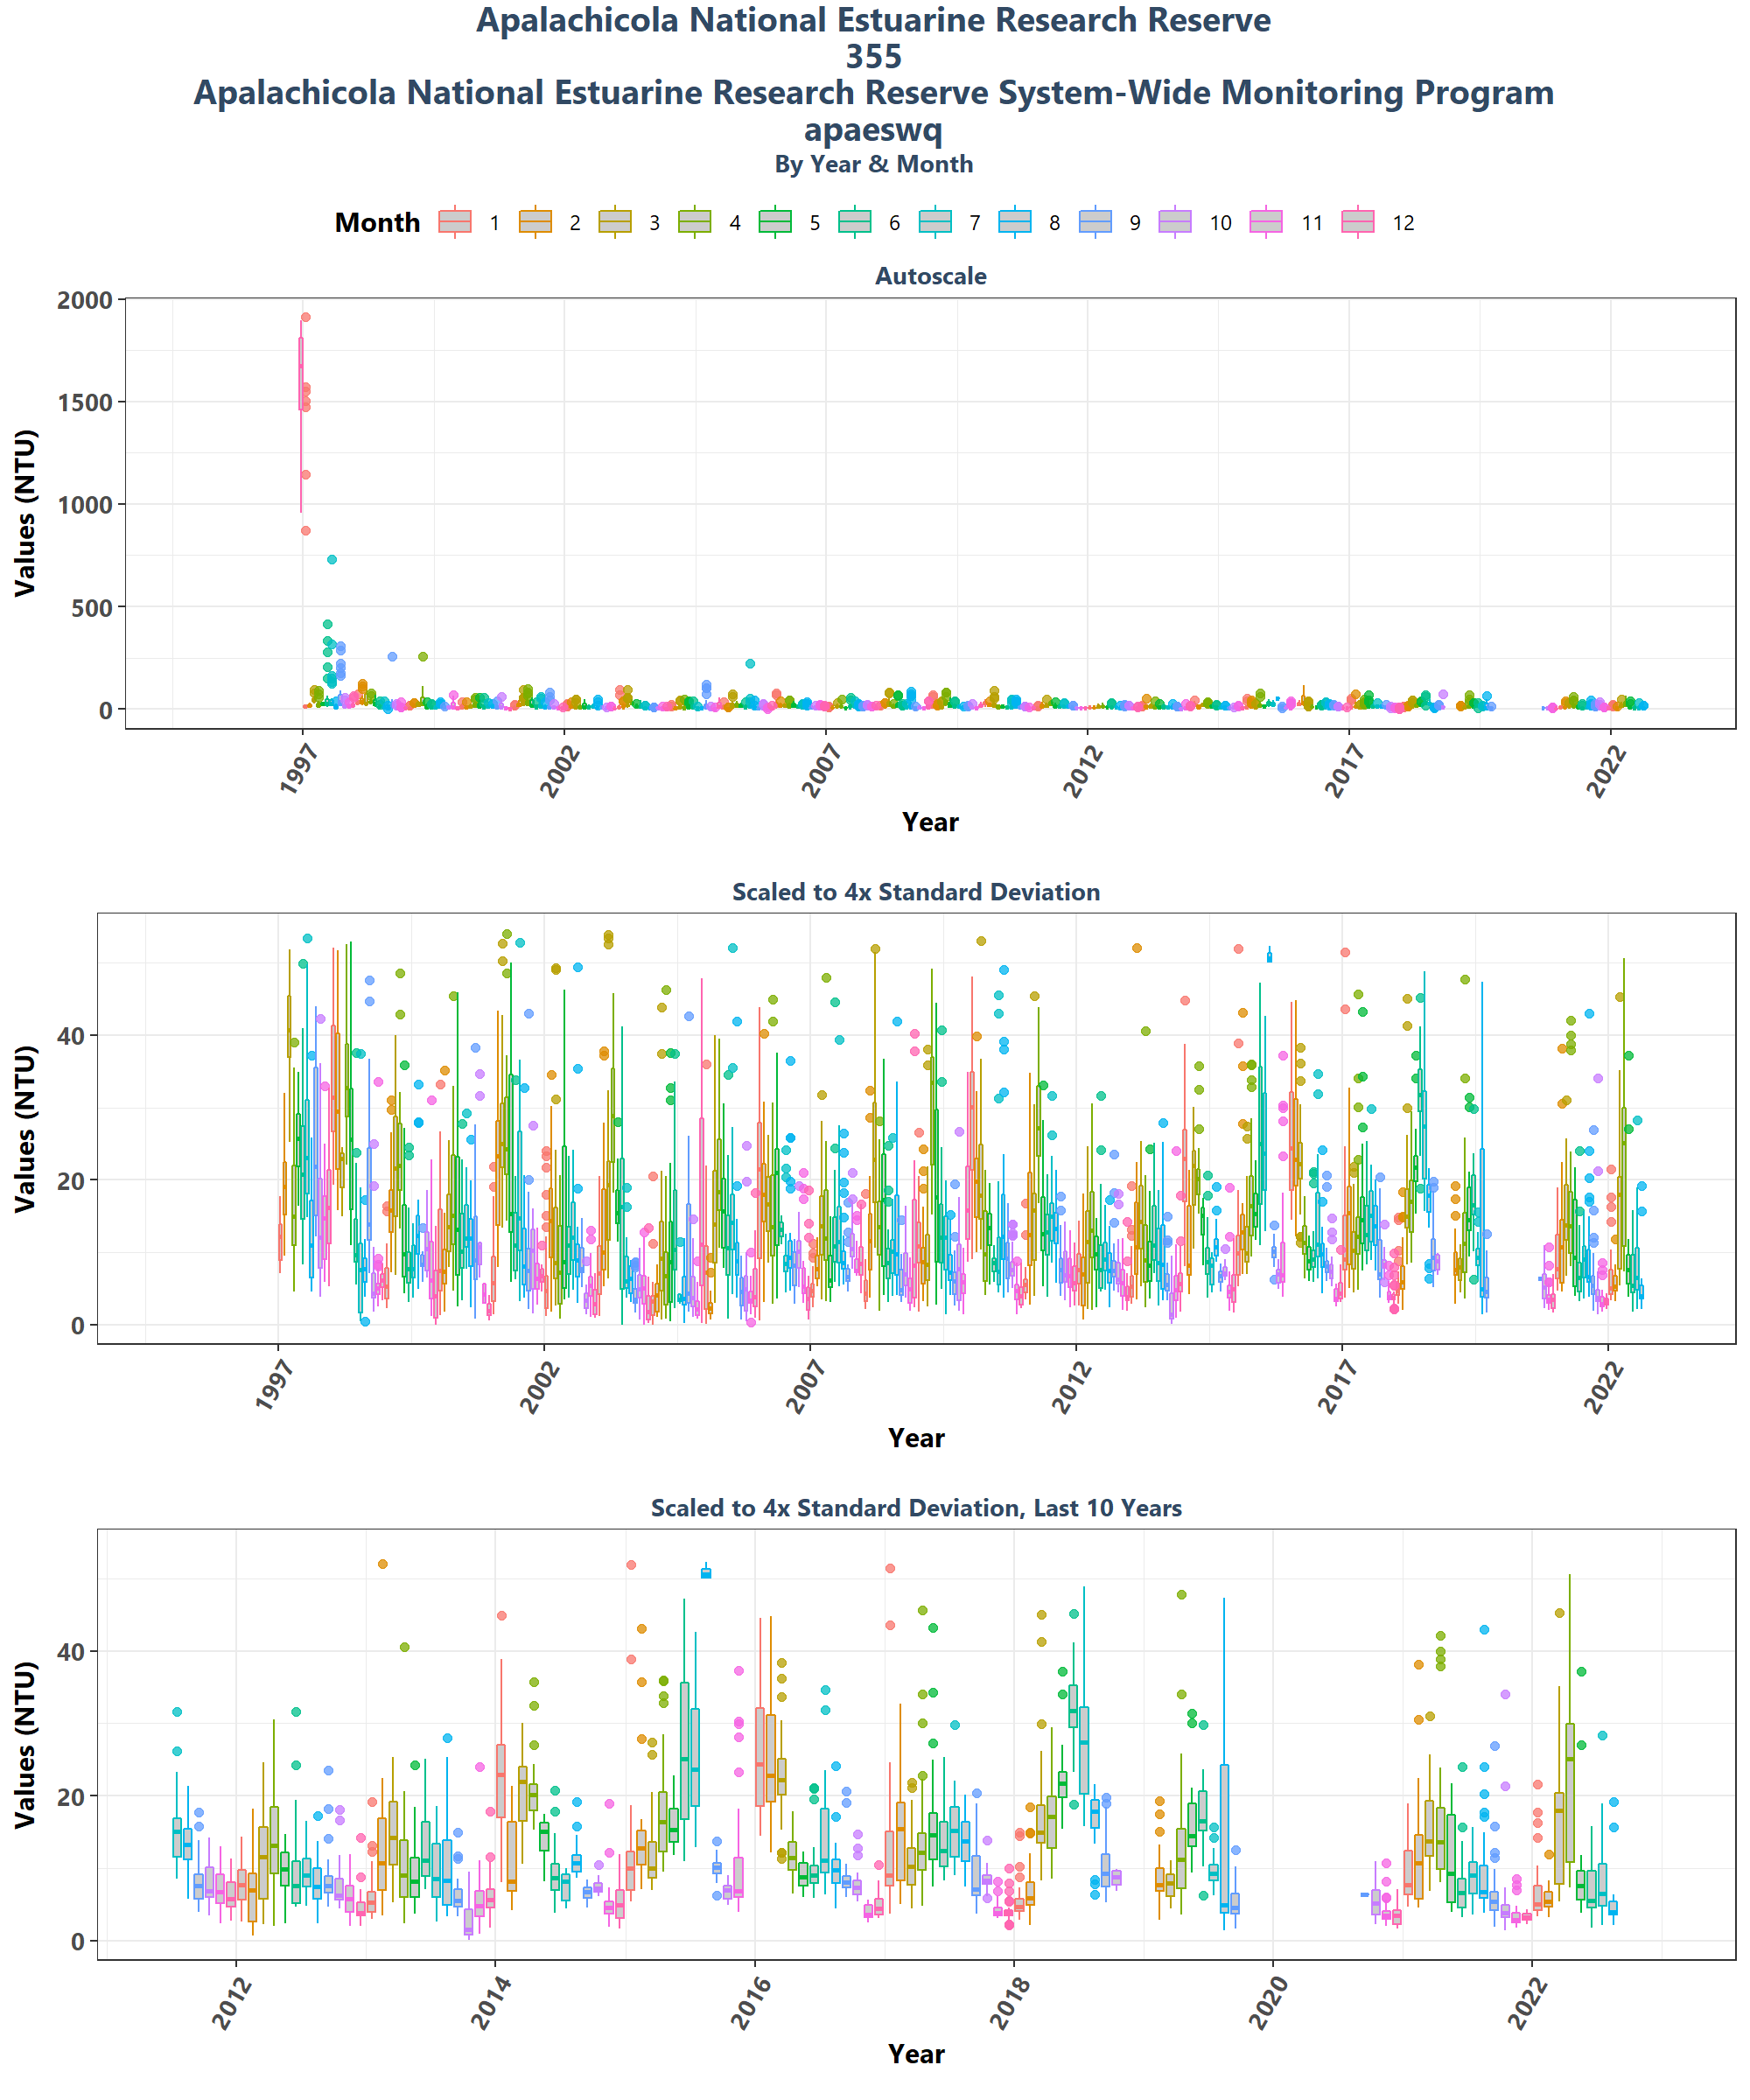 Apalachicola National Estuarine Research Reserve
355
Apalachicola National Estuarine Research Reserve System-Wide Monitoring Program
apaeswq
By Year & Month
Month 1 2 3 4 5 6 7 8 9 10 11 12
Autoscale
Values (NTU)
2000
1500
1000
500
0
1997 2002 2007 2012 2017 2022
Year
Scaled to 4x Standard Deviation
Values (NTU)
40
20
0
1997 2002 2007 2012 2017 2022
Year
Scaled to 4x Standard Deviation, Last 10 Years
Values (NTU)
40
20
0
2012 2014 2016 2018 2020 2022
Year